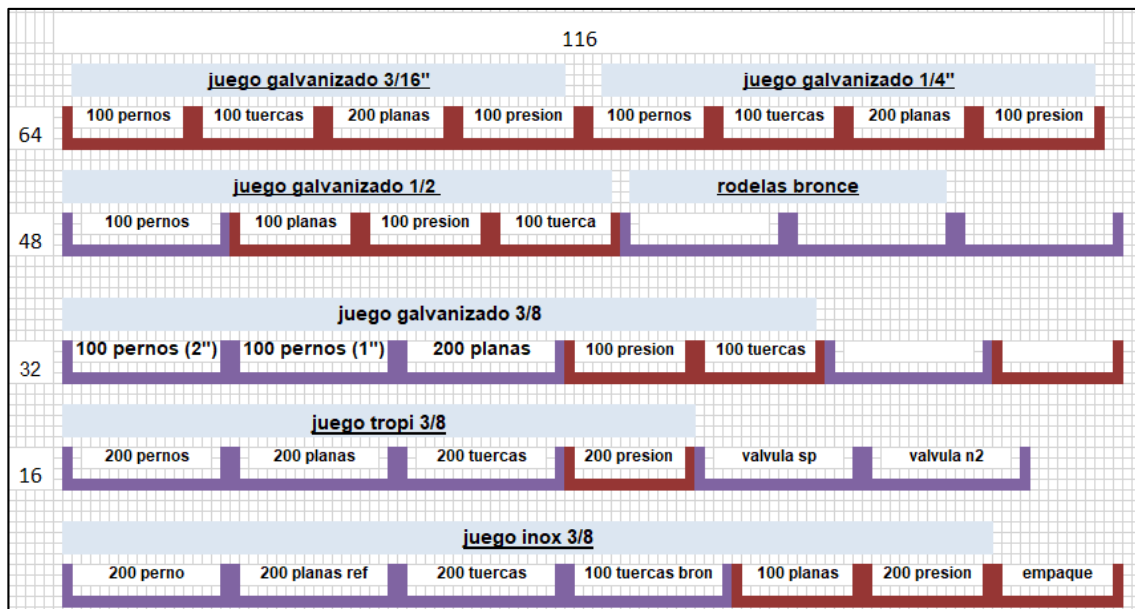 116
juego galvanizado 3/16" juego galvanizado 1/4"
100 pernos 100 tuercas 200 planas 100 presion 100 pernos 100 tuercas 200 planas 100 presion
64
juego galvanizado 1/2 rodelas bronce
100 pernos 100 planas 100 presion 100 tuerca
48
juego galvanizado 3/8
100 pernos (2") 100 pernos (1") 200 planas 100 presion 100 tuercas
32
juego tropi 3/8
200 pernos 200 planas 200 tuercas 200 presion valvula sp valvula n2
16
juego inox 3/8
200 perno 200 planas ref 200 tuercas 100 tuercas bron 100 planas 200 presion empaque